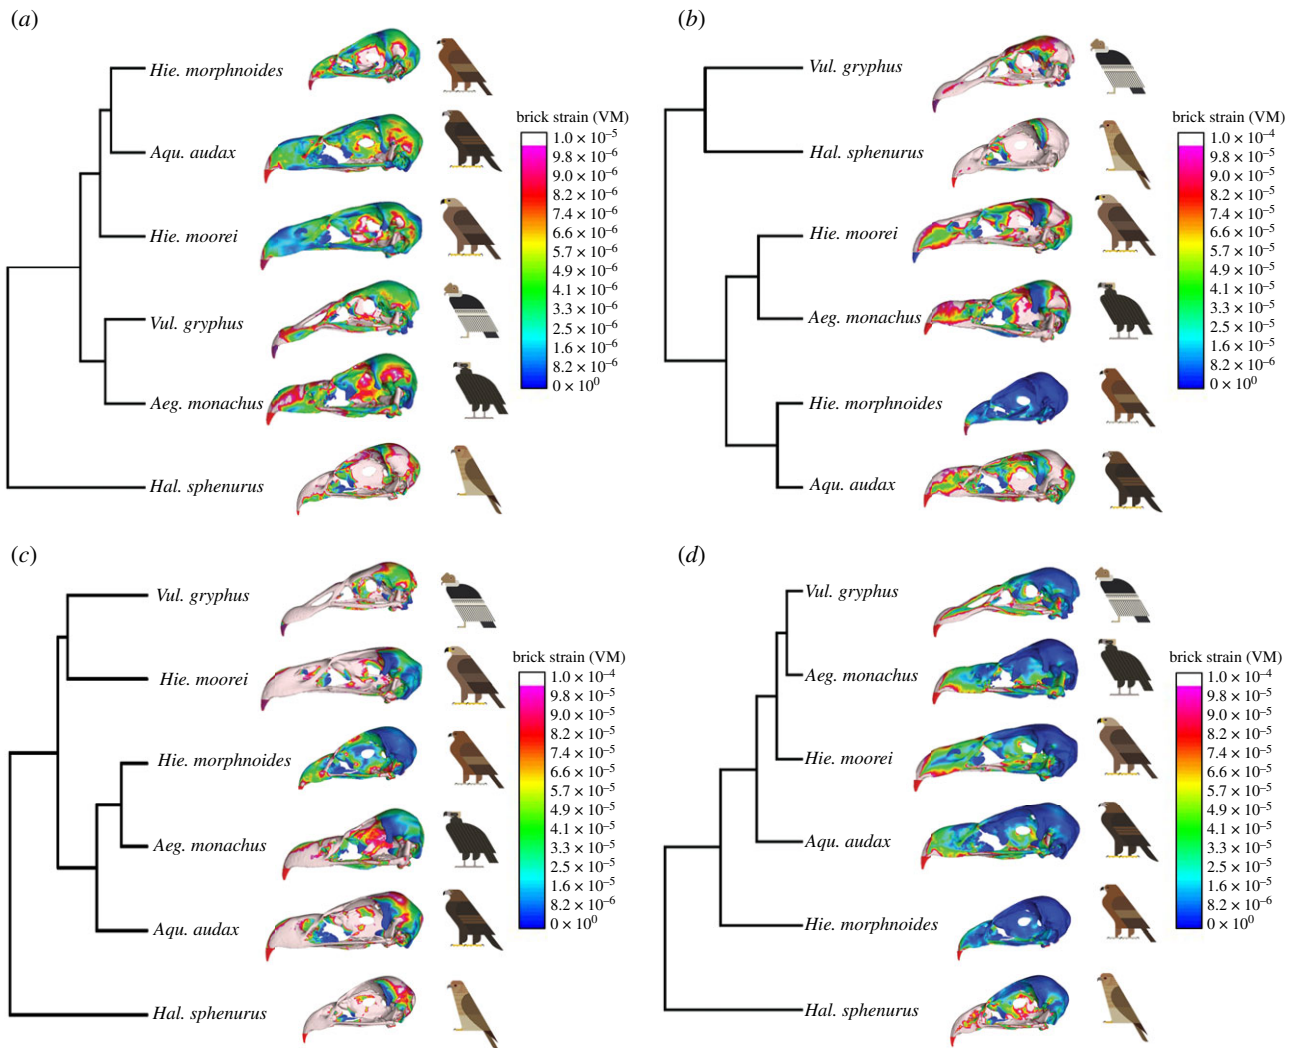 (a)
Hie. morphnoides
Aqu. audax
Hie. moorei
Vul. gryphus
Aeg. monachus
Hal. sphenurus
brick strain (VM)
1.0 × 10–5
9.8 × 10–6
9.0 × 10–6
8.2 × 10–6
7.4 × 10–6
6.6 × 10–6
5.7 × 10–6
4.9 × 10–6
4.1 × 10–6
3.3 × 10–6
2.5 × 10–6
1.6 × 10–6
8.2 × 10–6
0 × 100
(b)
Vul. gryphus
Hal. sphenurus
Hie. moorei
Aeg. monachus
Hie. morphnoides
Aqu. audax
brick strain (VM)
1.0 × 10–4
9.8 × 10–5
9.0 × 10–5
8.2 × 10–5
7.4 × 10–5
6.6 × 10–5
5.7 × 10–5
4.9 × 10–5
4.1 × 10–5
3.3 × 10–5
2.5 × 10–5
1.6 × 10–5
8.2 × 10–6
0 × 100
(c)
Vul. gryphus
Hie. moorei
Hie. morphnoides
Aeg. monachus
Aqu. audax
Hal. sphenurus
brick strain (VM)
1.0 × 10–4
9.8 × 10–5
9.0 × 10–5
8.2 × 10–5
7.4 × 10–5
6.6 × 10–5
5.7 × 10–5
4.9 × 10–5
4.1 × 10–5
3.3 × 10–5
2.5 × 10–5
1.6 × 10–5
8.2 × 10–6
0 × 100
(d)
Vul. gryphus
Aeg. monachus
Hie. moorei
Aqu. audax
Hie. morphnoides
Hal. sphenurus
brick strain (VM)
1.0 × 10–4
9.8 × 10–5
9.0 × 10–5
8.2 × 10–5
7.4 × 10–5
6.6 × 10–5
5.7 × 10–5
4.9 × 10–5
4.1 × 10–5
3.3 × 10–5
2.5 × 10–5
1.6 × 10–5
8.2 × 10–6
0 × 100